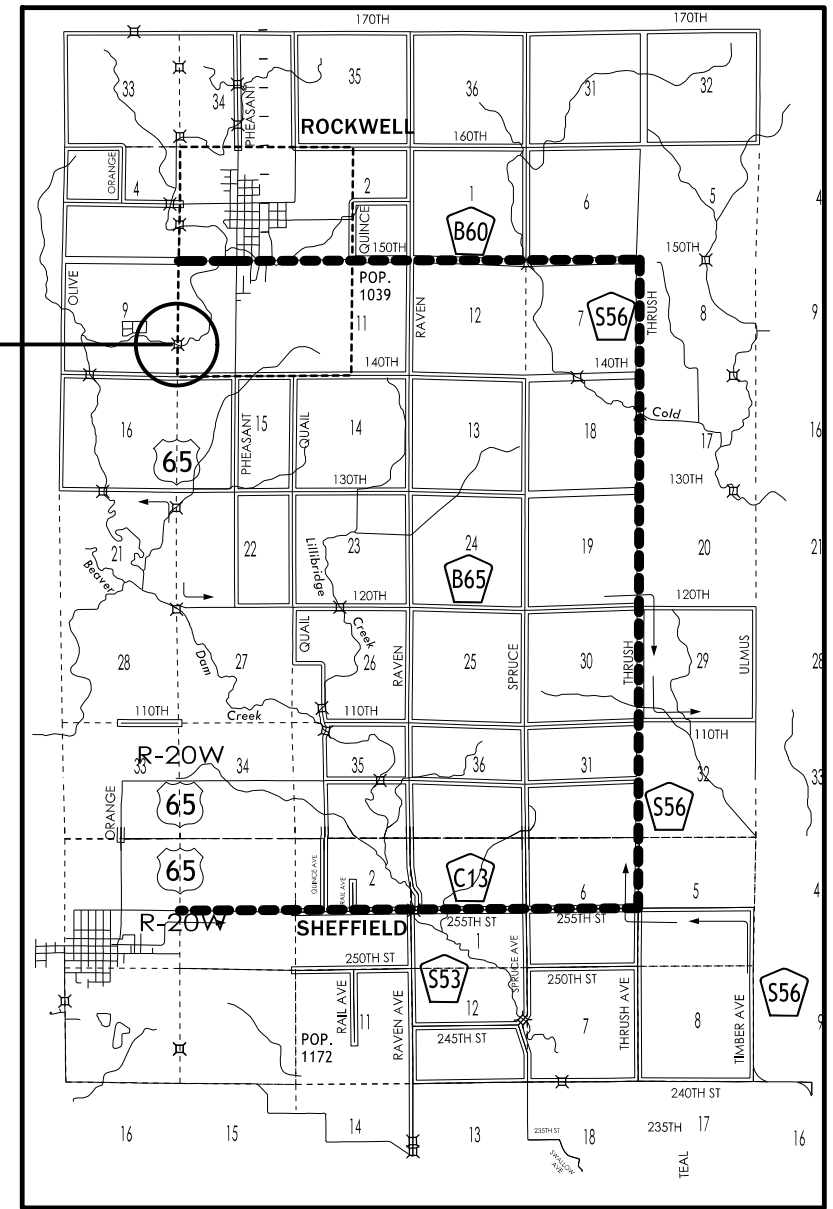 170TH
170TH
33
34
35
36
31
32
PHEASANT
ROCKWELL
160TH
ORANGE
4
2
1
6
5
4
QUINCE
B60
150TH
150TH
OLIVE
POP.
1039
9
11
RAVEN
12
7
S56
THRUSH
8
9
140TH
140TH
Cold
16
65
15
PHEASANT
QUAIL
14
13
18
17
16
130TH
130TH
21
Beaver
22
Lillibridge
23
24
19
20
21
B65
120TH
120TH
28
Dam
27
QUAIL
Creek
26
RAVEN
25
SPRUCE
30
THRUSH
29
ULMUS
28
110TH
Creek
110TH
110TH
R-20W
33
34
35
36
31
32
33
ORANGE
65
S56
65
QUINCE AVE
2
RAIL AVE
C13
6
5
4
R-20W
SHEFFIELD
255TH ST
1
255TH ST
250TH ST
S53
SPRUCE AVE
250TH ST
S56
RAIL AVE
11
RAVEN AVE
12
7
THRUSH AVE
8
TIMBER AVE
9
POP.
1172
245TH ST
240TH ST
16
15
14
13
235TH ST
18
235TH
17
16
SWALLOW
AVE
TEAL